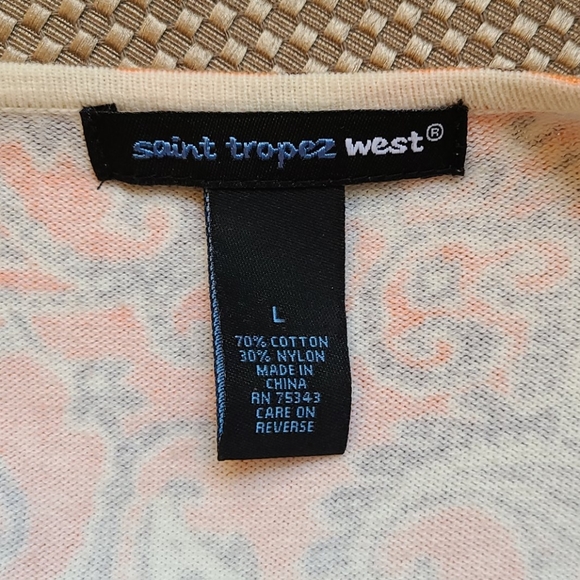 saint tropez west®
L
70% COTTON
30% NYLON
MADE IN
CHINA
RN 75343
CARE ON
REVERSE